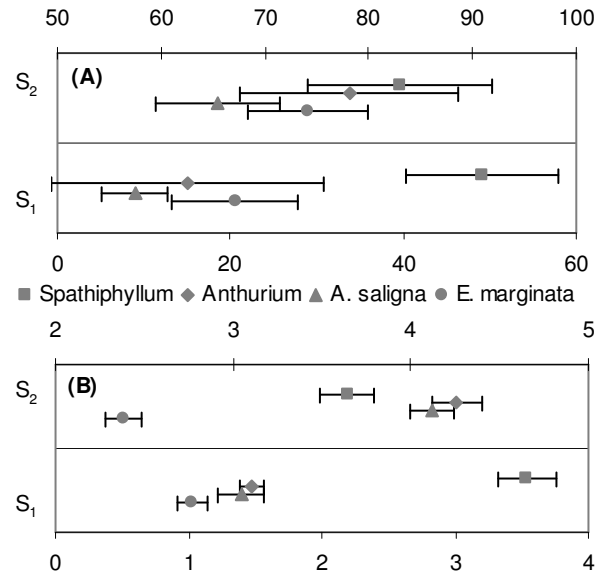 50 60 70 80 90 100
(A)
S2
S1
0 20 40 60
Spathiphyllum Anthurium A. saligna E. marginata
2 3 4 5
(B)
S2
S1
0 1 2 3 4